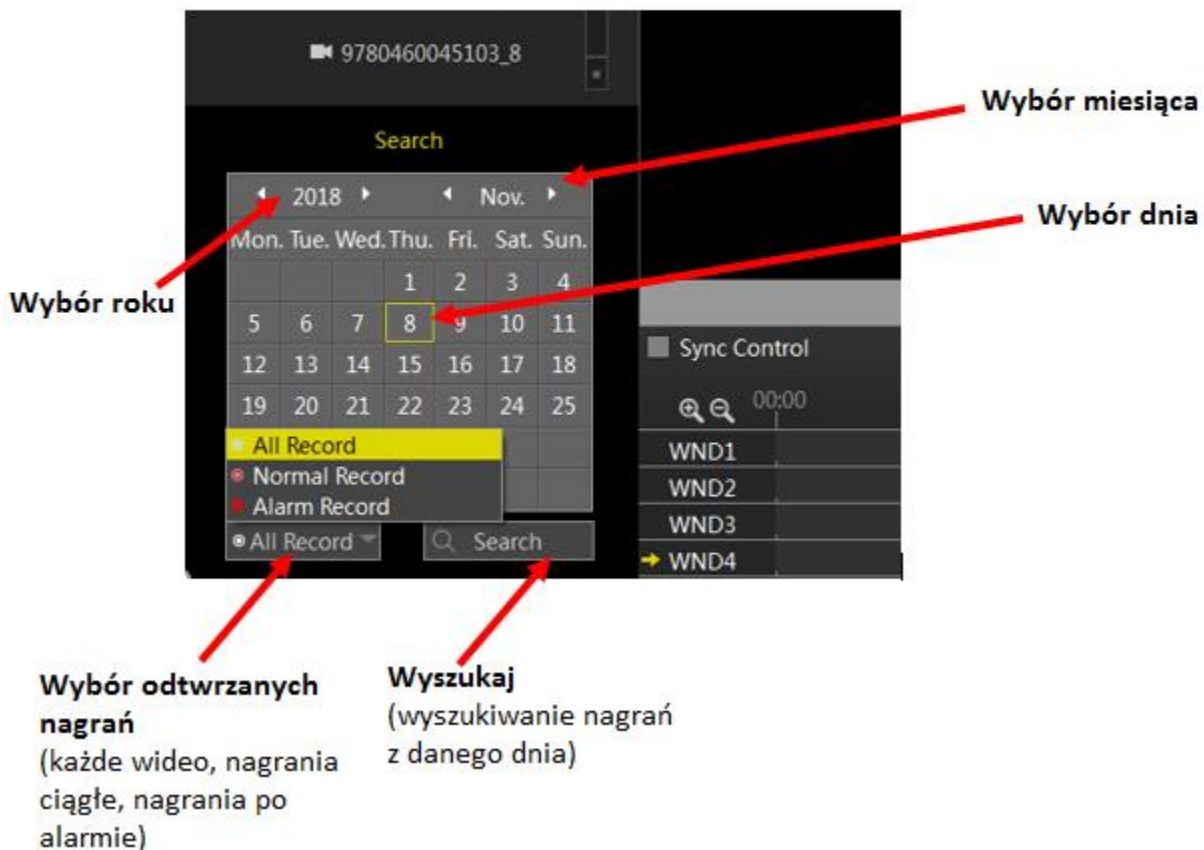 9780460045103_8
Wybór miesiąca
Search
2018 Nov.
Wybór dnia
Mon. Tue. Wed. Thu. Fri. Sat. Sun.
1 2 3 4
Wybór roku
5 6 7 8 9 10 11
Sync Control
12 13 14 15 16 17 18
19 20 21 22 23 24 25
00:00
All Record
WND1
Normal Record
WND2
Alarm Record
WND3
All Record Search
WND4
Wybór odtwrzanych
nagrań
(każde wideo, nagrania
ciągłe, nagrania po
alarmie)
Wyszukaj
(wyszukiwanie nagrań
z danego dnia)